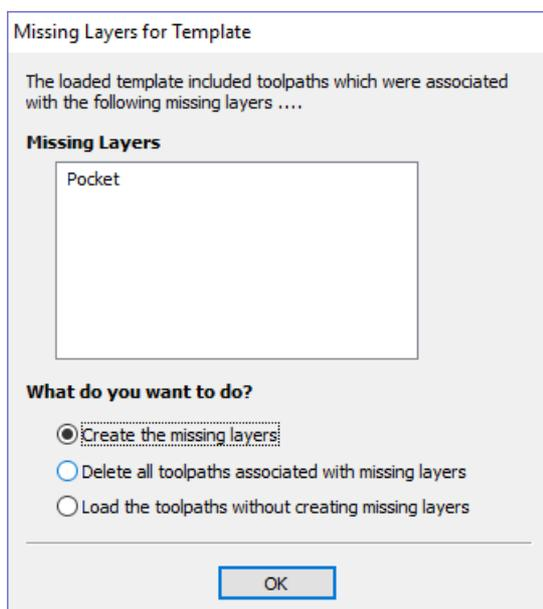 Missing Layers for Template
The loaded template included toolpaths which were associated
with the following missing layers ....
Missing Layers
Pocket
What do you want to do?
Create the missing layers
Delete all toolpaths associated with missing layers
Load the toolpaths without creating missing layers
OK